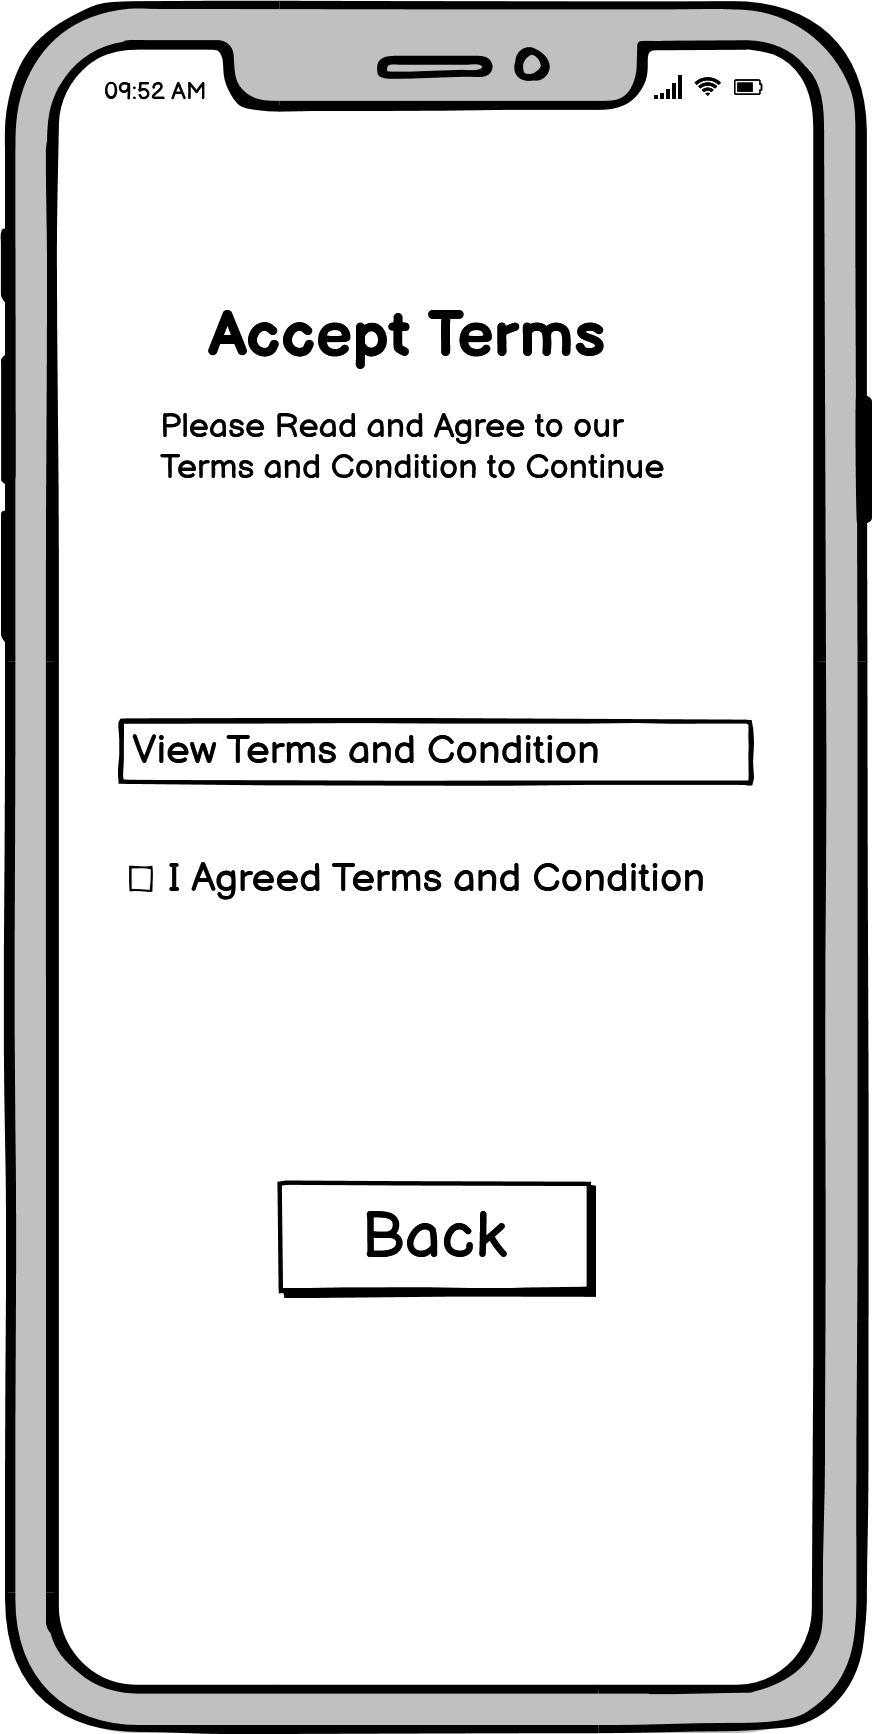 09:52 AM
Accept Terms
Please Read and Agree to our
Terms and Condition to Continue
View Terms and Condition
I Agreed Terms and Condition
Back